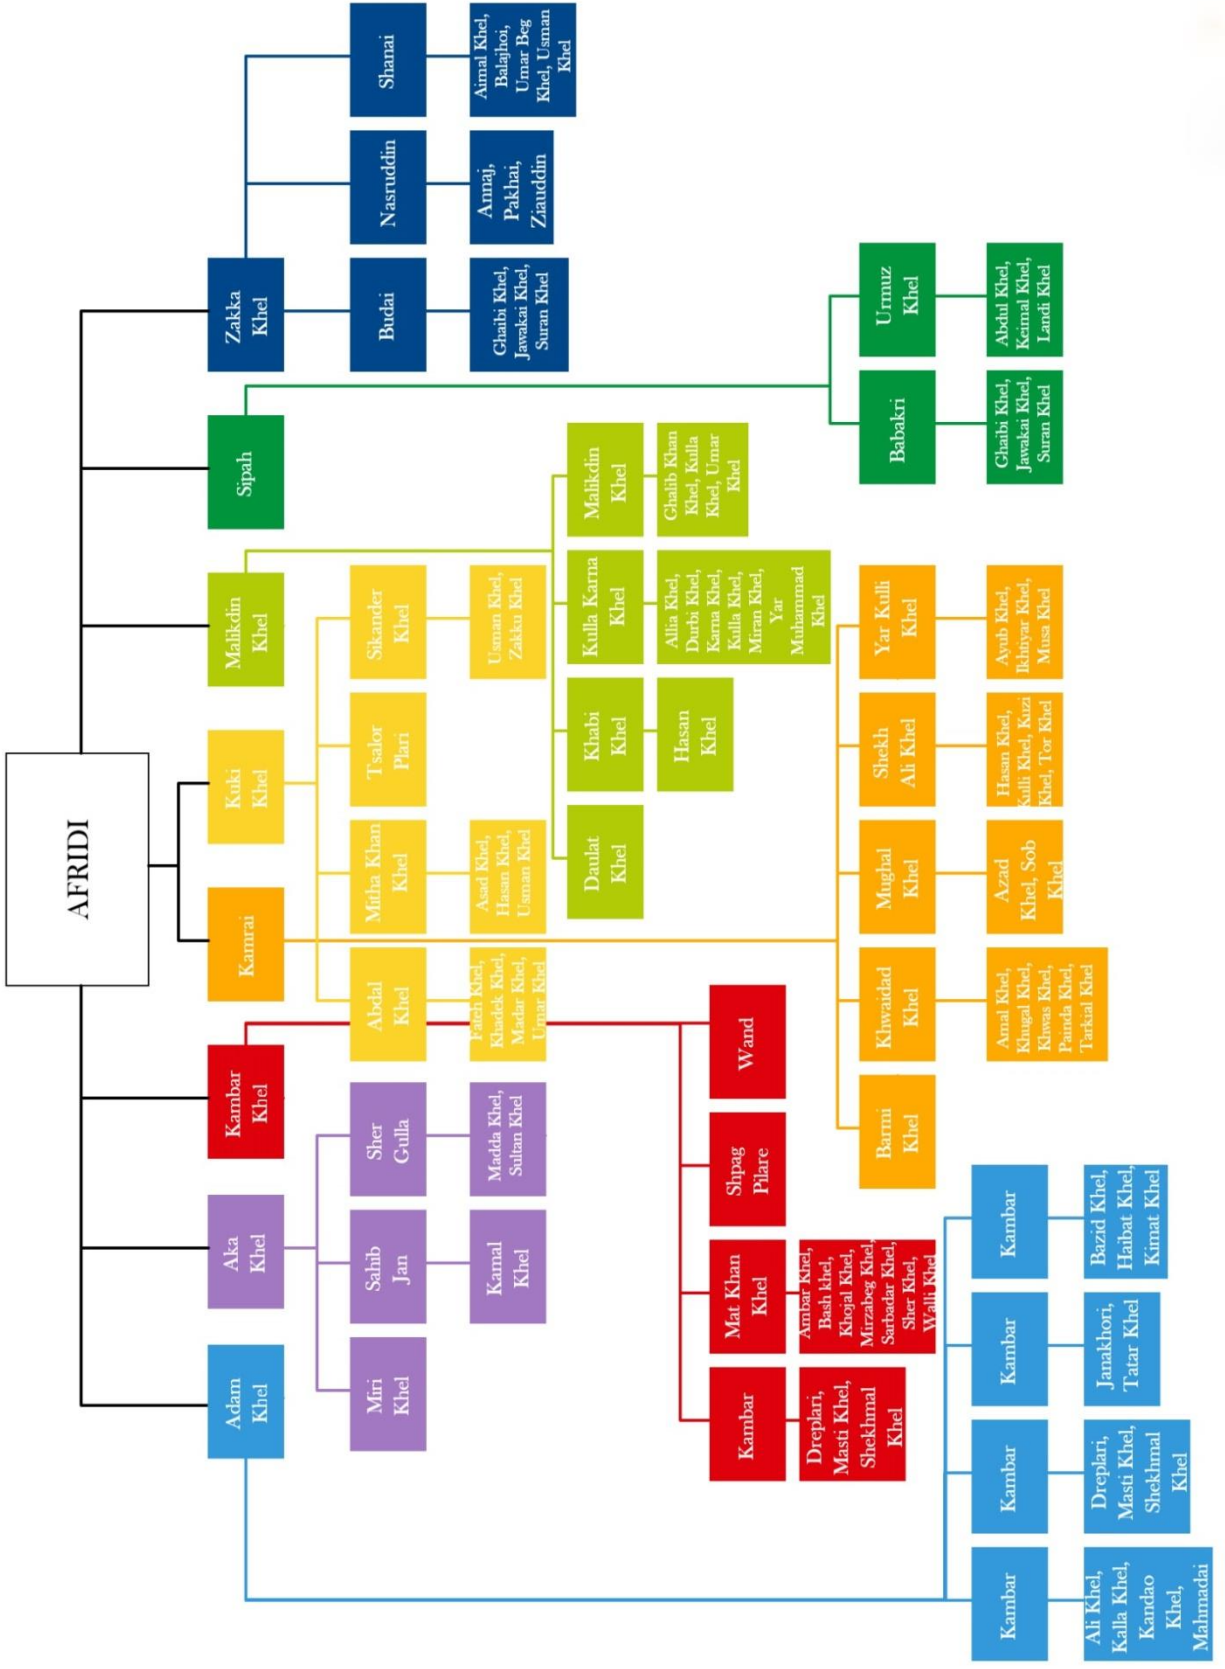 AFRIDI
Adam
Khel
Aka
Khel
Kambar
Khel
Kamrai
Kuki
Khel
Malikdin
Khel
Sipah
Zakka
Khel
Miri
Khel
Sahib
Jan
Sher
Gulla
Abdal
Khel
Mitha Khan
Khel
Tsalor
Plari
Sikander
Khel
Budai
Nasruddin
Shanai
Kamal
Khel
Madda Khel,
Sultan Khel
Fateh Khel,
Khadek Khel,
Madar Khel,
Umar Khel
Asad Khel,
Hasan Khel,
Usman Khel
Usman Khel,
Zakku Khel
Ghaibi Khel,
Jawakai Khel,
Suran Khel
Annaj,
Pakhai,
Ziauddin
Aimal Khel,
Balajhoi,
Umar Beg
Khel, Usman
Khel
Daulat
Khel
Khabi
Khel
Kulla Karna
Khel
Malikdin
Khel
Hasan
Khel
Allia Khel,
Durbi Khel,
Karna Khel,
Kulla Khel,
Miran Khel,
Yar
Muhammad
Khel
Ghalib Khan
Khel, Kulla
Khel, Umar
Khel
Kambar
Mat Khan
Khel
Shpag
Pilare
Wand
Dreplari,
Masti Khel,
Shekhmal
Khel
Ambar Khel,
Bash khel,
Khojal Khel,
Mirzabeg Khel,
Sarbadar Khel,
Sher Khel,
Walli Khel
Barmi
Khel
Khwaidad
Khel
Mughal
Khel
Shekh
Ali Khel
Yar Kulli
Khel
Babakri
Urmuz
Khel
Amal Khel,
Khugal Khel,
Khwas Khel,
Painda Khel,
Tarkial Khel
Azad
Khel, Sob
Khel
Hasan Khel,
Kulli Khel, Kuzi
Khel, Tor Khel
Ayub Khel,
Ikhtiyar Khel,
Musa Khel
Ghaibi Khel,
Jawakai Khel,
Suran Khel
Abdul Khel,
Keimal Khel,
Landi Khel
Kambar
Kambar
Kambar
Kambar
Ali Khel,
Kalla Khel,
Kandao
Khel,
Mahmadai
Dreplari,
Masti Khel,
Shekhmal
Khel
Janakhori,
Tatar Khel
Bazid Khel,
Haibat Khel,
Kimat Khel